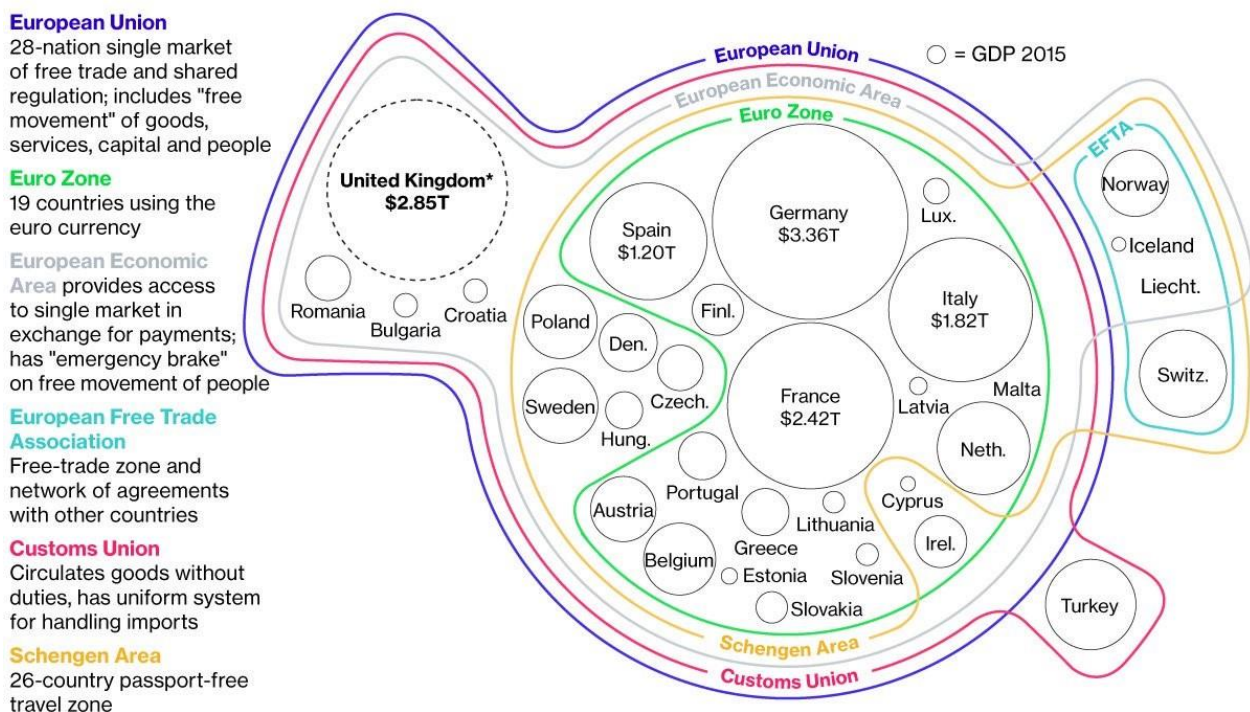 European Union
28-nation single market
of free trade and shared
regulation; includes "free
movement" of goods,
services, capital and people
Euro Zone
19 countries using the
euro currency
European Economic
Area provides access
to single market in
exchange for payments;
has "emergency brake"
on free movement of people
European Free Trade
Association
Free-trade zone and
network of agreements
with other countries
Customs Union
Circulates goods without
duties, has uniform system
for handling imports
Schengen Area
26-country passport-free
travel zone
European Union
European Economic Area
Euro Zone
= GDP 2015
EFTA
United Kingdom*
$2.85T
Romania
Bulgaria
Croatia
Spain
$1.20T
Germany
$3.36T
Lux.
Norway
Iceland
Liecht.
Switz.
Poland
Den.
Finl.
Italy
$1.82T
Sweden
Czech.
Hung.
France
$2.42T
Latvia
Malta
Neth.
Austria
Portugal
Cyprus
Belgium
Greece
Lithuania
Irel.
Estonia
Slovenia
Slovakia
Turkey
Schengen Area
Customs Union